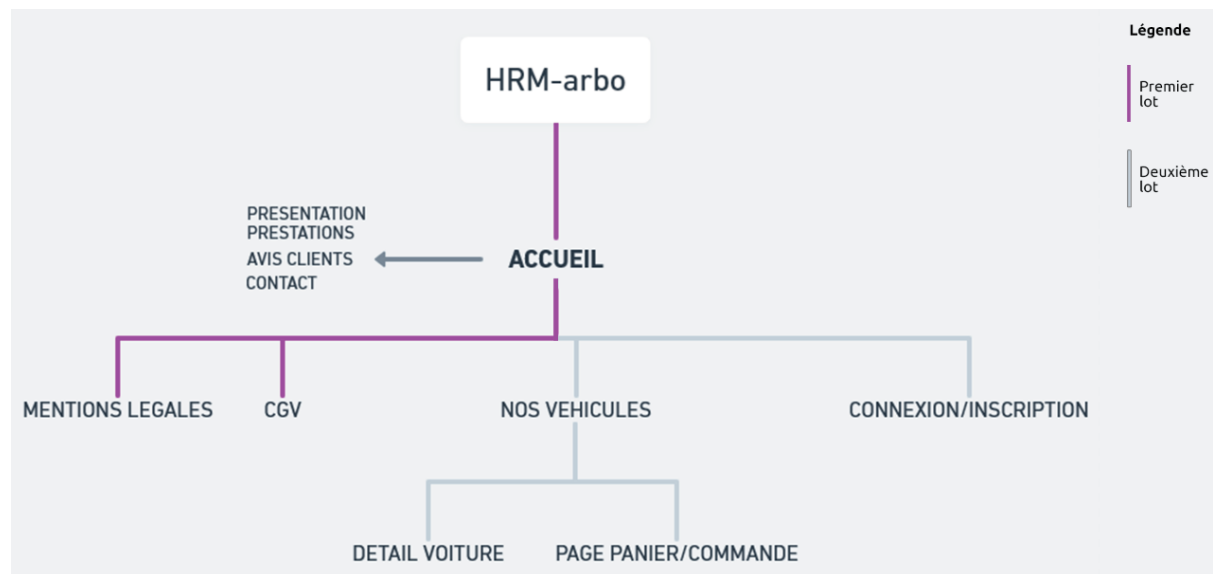 HRM-arbo
Légende
Premier
lot
Deuxième
lot
PRESENTATION
PRESTATIONS
AVIS CLIENTS
CONTACT
ACCUEIL
MENTIONS LEGALES
CGV
NOS VEHICULES
CONNEXION/INSCRIPTION
DETAIL VOITURE
PAGE PANIER/COMMANDE